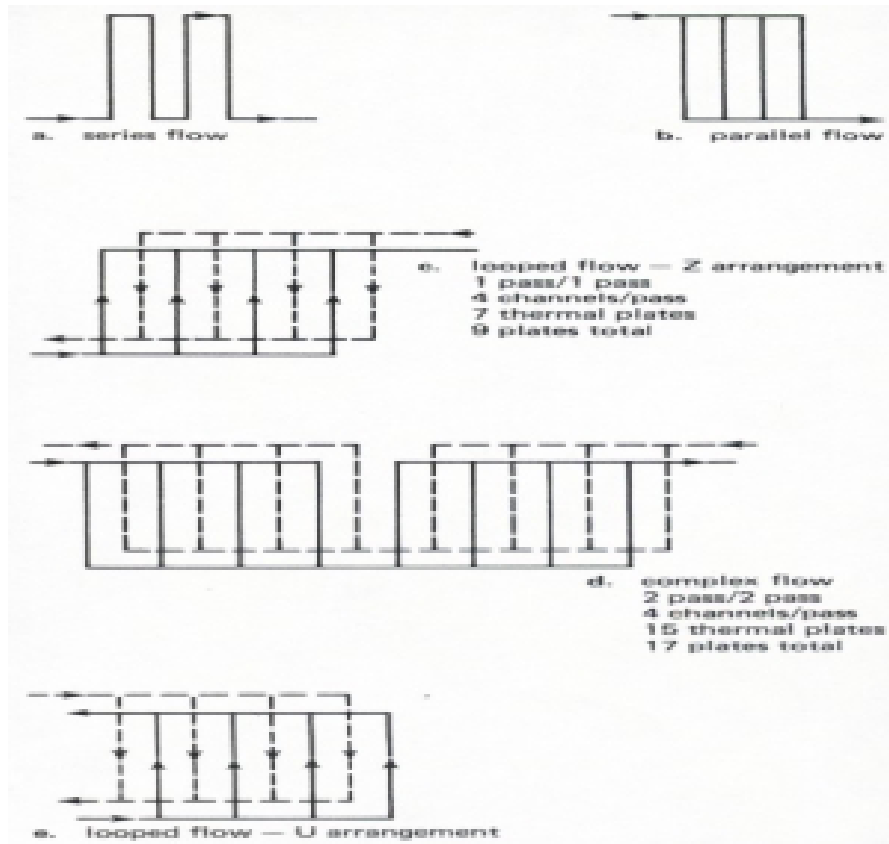 a. series flow
b. parallel flow
c. looped flow — Z arrangement
1 pass/1 pass
4 channels/pass
7 thermal plates
9 plates total
d. complex flow
2 pass/2 pass
4 channels/pass
15 thermal plates
17 plates total
e. looped flow — U arrangement